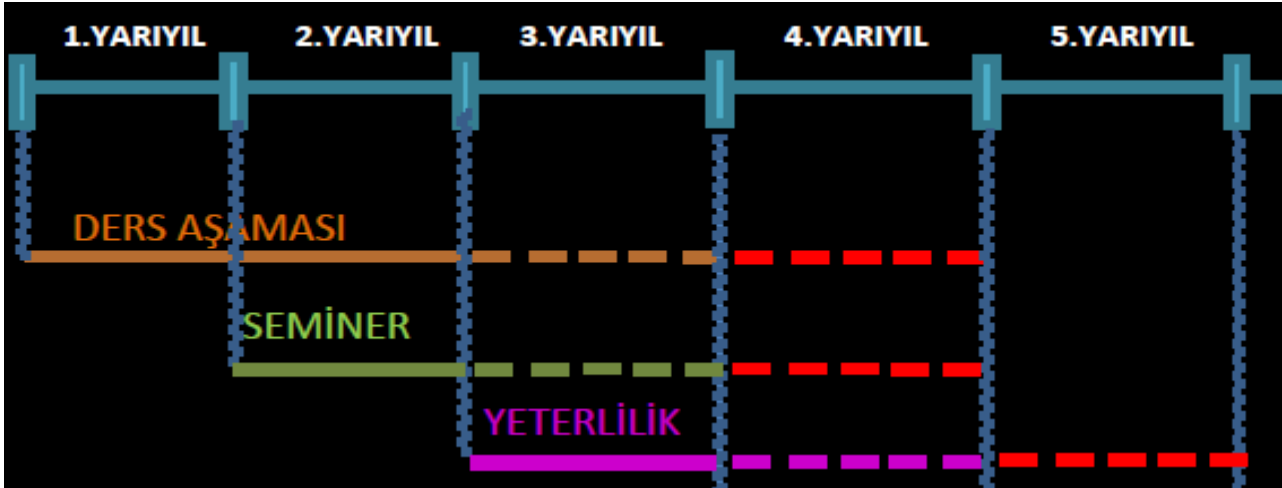 1.YARIYIL 2.YARIYIL 3.YARIYIL 4.YARIYIL 5.YARIYIL
DERS AŞAMASI
SEMİNER
YETERLİLİK